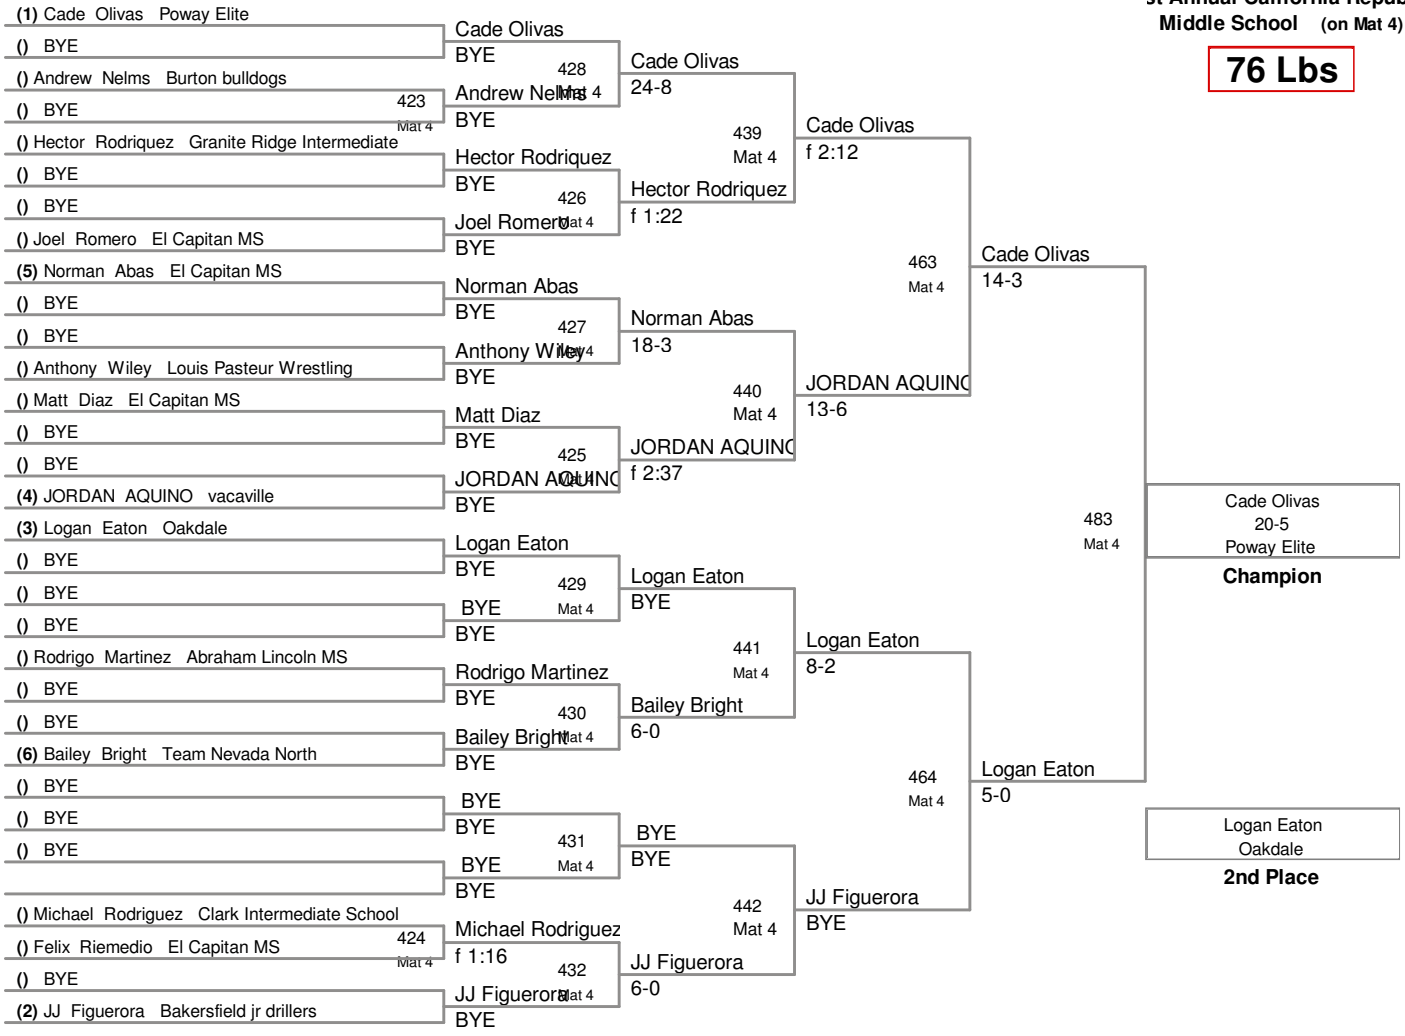 Annual California
Middle School (on Mat 4)
76 Lbs
(1) Cade Olivas Poway Elite
() BYE
() Andrew Nelms Burton bulldogs
() BYE
() Hector Rodriquez Granite Ridge Intermediate
() BYE
() BYE
() Joel Romero El Capitan MS
(5) Norman Abas El Capitan MS
() BYE
() BYE
() Anthony Wiley Louis Pasteur Wrestling
() Matt Diaz El Capitan MS
() BYE
() BYE
(4) JORDAN AQUINO vacaville
(3) Logan Eaton Oakdale
() BYE
() BYE
() BYE
() Rodrigo Martinez Abraham Lincoln MS
() BYE
() BYE
(6) Bailey Bright Team Nevada North
() BYE
() BYE
() BYE
() Michael Rodriguez Clark Intermediate School
() Felix Riemedio El Capitan MS
() BYE
(2) JJ Figuerora Bakersfield jr drillers
423
Mat 4
424
Mat 4
Cade Olivas
BYE
428
Mat 4
Andrew Nelms
BYE
Hector Rodriquez
BYE
426
Mat 4
Joel Romero
BYE
Norman Abas
BYE
427
Mat 4
Anthony Wiley
BYE
Matt Diaz
BYE
425
Mat 4
JORDAN AQUINO
BYE
Logan Eaton
BYE
429
Mat 4
BYE
BYE
Rodrigo Martinez
BYE
430
Mat 4
Bailey Bright
BYE
BYE
BYE
431
Mat 4
BYE
BYE
Michael Rodriguez
f 1:16
432
Mat 4
JJ Figuerora
BYE
Cade Olivas
24-8
439
Mat 4
Hector Rodriquez
f 1:22
Norman Abas
18-3
440
Mat 4
JORDAN AQUINO
f 2:37
Logan Eaton
BYE
441
Mat 4
Bailey Bright
6-0
BYE
BYE
442
Mat 4
JJ Figuerora
6-0
Cade Olivas
f 2:12
463
Mat 4
JORDAN AQUINO
13-6
Logan Eaton
8-2
464
Mat 4
JJ Figuerora
BYE
Cade Olivas
14-3
483
Mat 4
Logan Eaton
5-0
Cade Olivas
20-5
Poway Elite
Champion
Logan Eaton
Oakdale
2nd Place